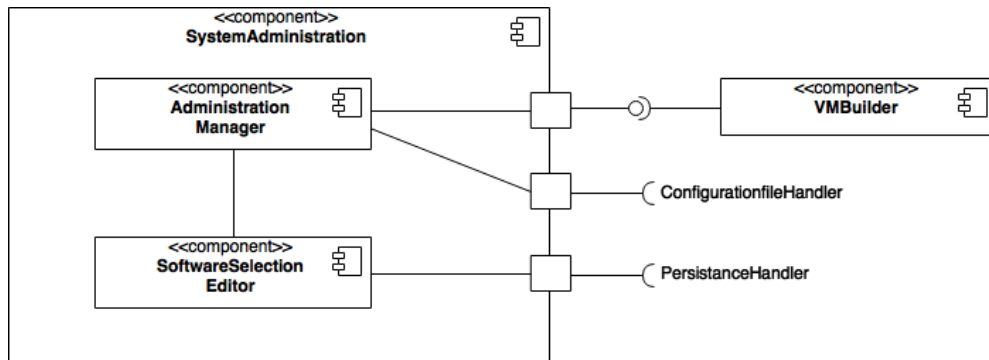 <<component>>
SystemAdministration
<<component>>
Administration
Manager
<<component>>
VMBuilder
ConfigurationfileHandler
<<component>>
SoftwareSelection
Editor
PersistanceHandler